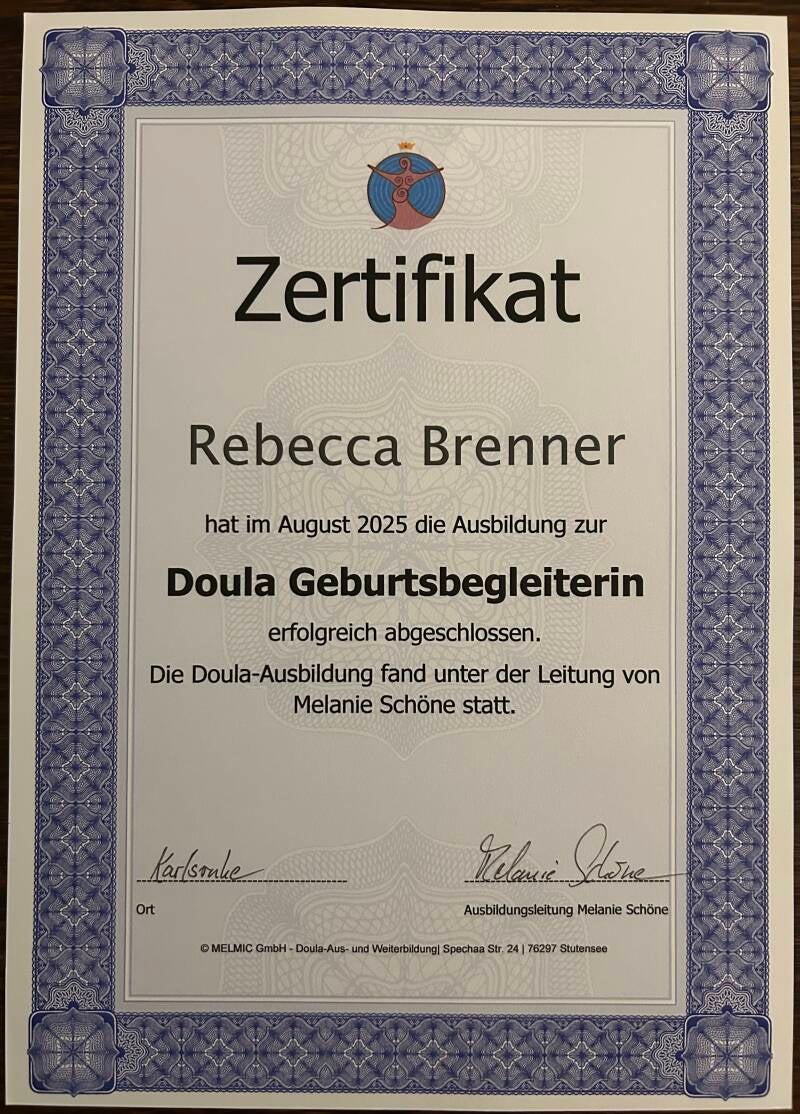 Zertifikat
Rebecca Brenner
hat im August 2025 die Ausbildung zur
Doula Geburtsbegleiterin
erfolgreich abgeschlossen.
Die Doula-Ausbildung fand unter der Leitung von
Melanie Schöne statt.
Karlsruhe Melanie Schöne
Ort Ausbildungsleitung Melanie Schöne
© MELMIC GmbH - Doula-Aus- und Weiterbildung| Spechaa Str. 24 | 76297 Stutensee